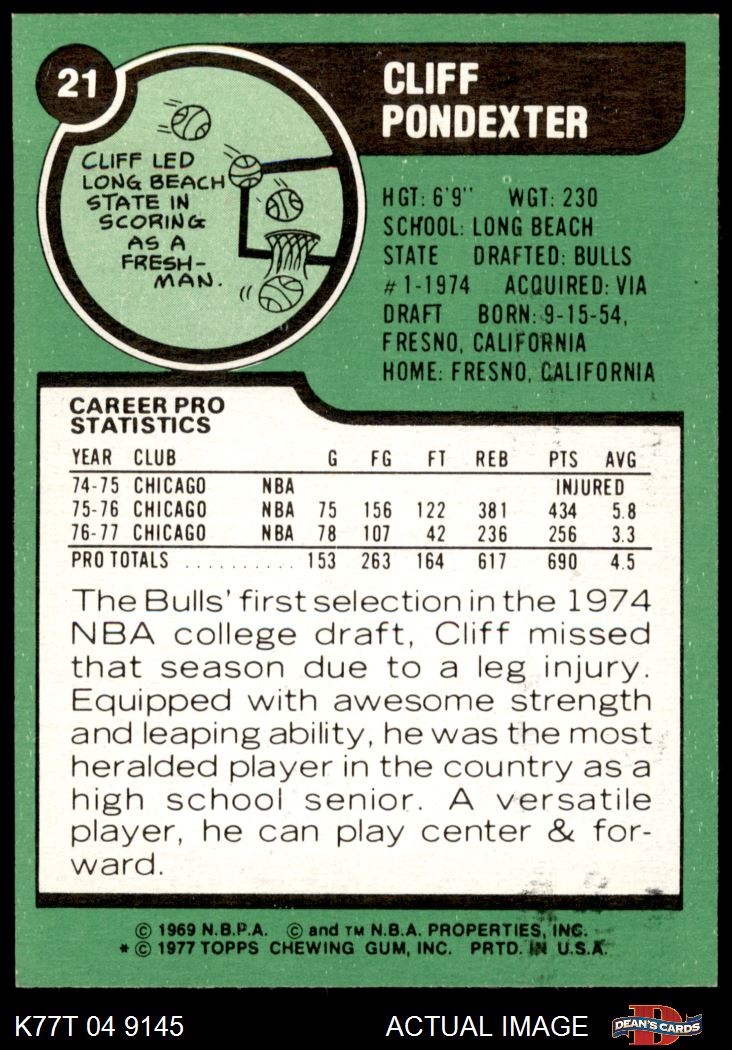 21
CLIFF
PONDEXTER
CLIFF LED
LONG BEACH
STATE IN
SCORING
AS A
FRESH-
MAN.
HGT: 6'9" WGT: 230
SCHOOL: LONG BEACH
STATE DRAFTED: BULLS
#1-1974 ACQUIRED: VIA
DRAFT BORN: 9-15-54,
FRESNO, CALIFORNIA
HOME: FRESNO, CALIFORNIA
CAREER PRO
STATISTICS
YEAR CLUB G FG FT REB PTS AVG
74-75 CHICAGO NBA INJURED
75-76 CHICAGO NBA 75 156 122 381 434 5.8
76-77 CHICAGO NBA 78 107 42 236 256 3.3
PRO TOTALS .......... 153 263 164 617 690 4.5
The Bulls' first selection in the 1974
NBA college draft, Cliff missed
that season due to a leg injury.
Equipped with awesome strength
and leaping ability, he was the most
heralded player in the country as a
high school senior. A versatile
player, he can play center & for-
ward.
© 1969 N.B.P.A. © and TM N.B.A. PROPERTIES, INC.
* © 1977 TOPPS CHEWING GUM, INC. PRTD. IN U.S.A.
K77T 04 9145 ACTUAL IMAGE
D
DEAN'S CARDS